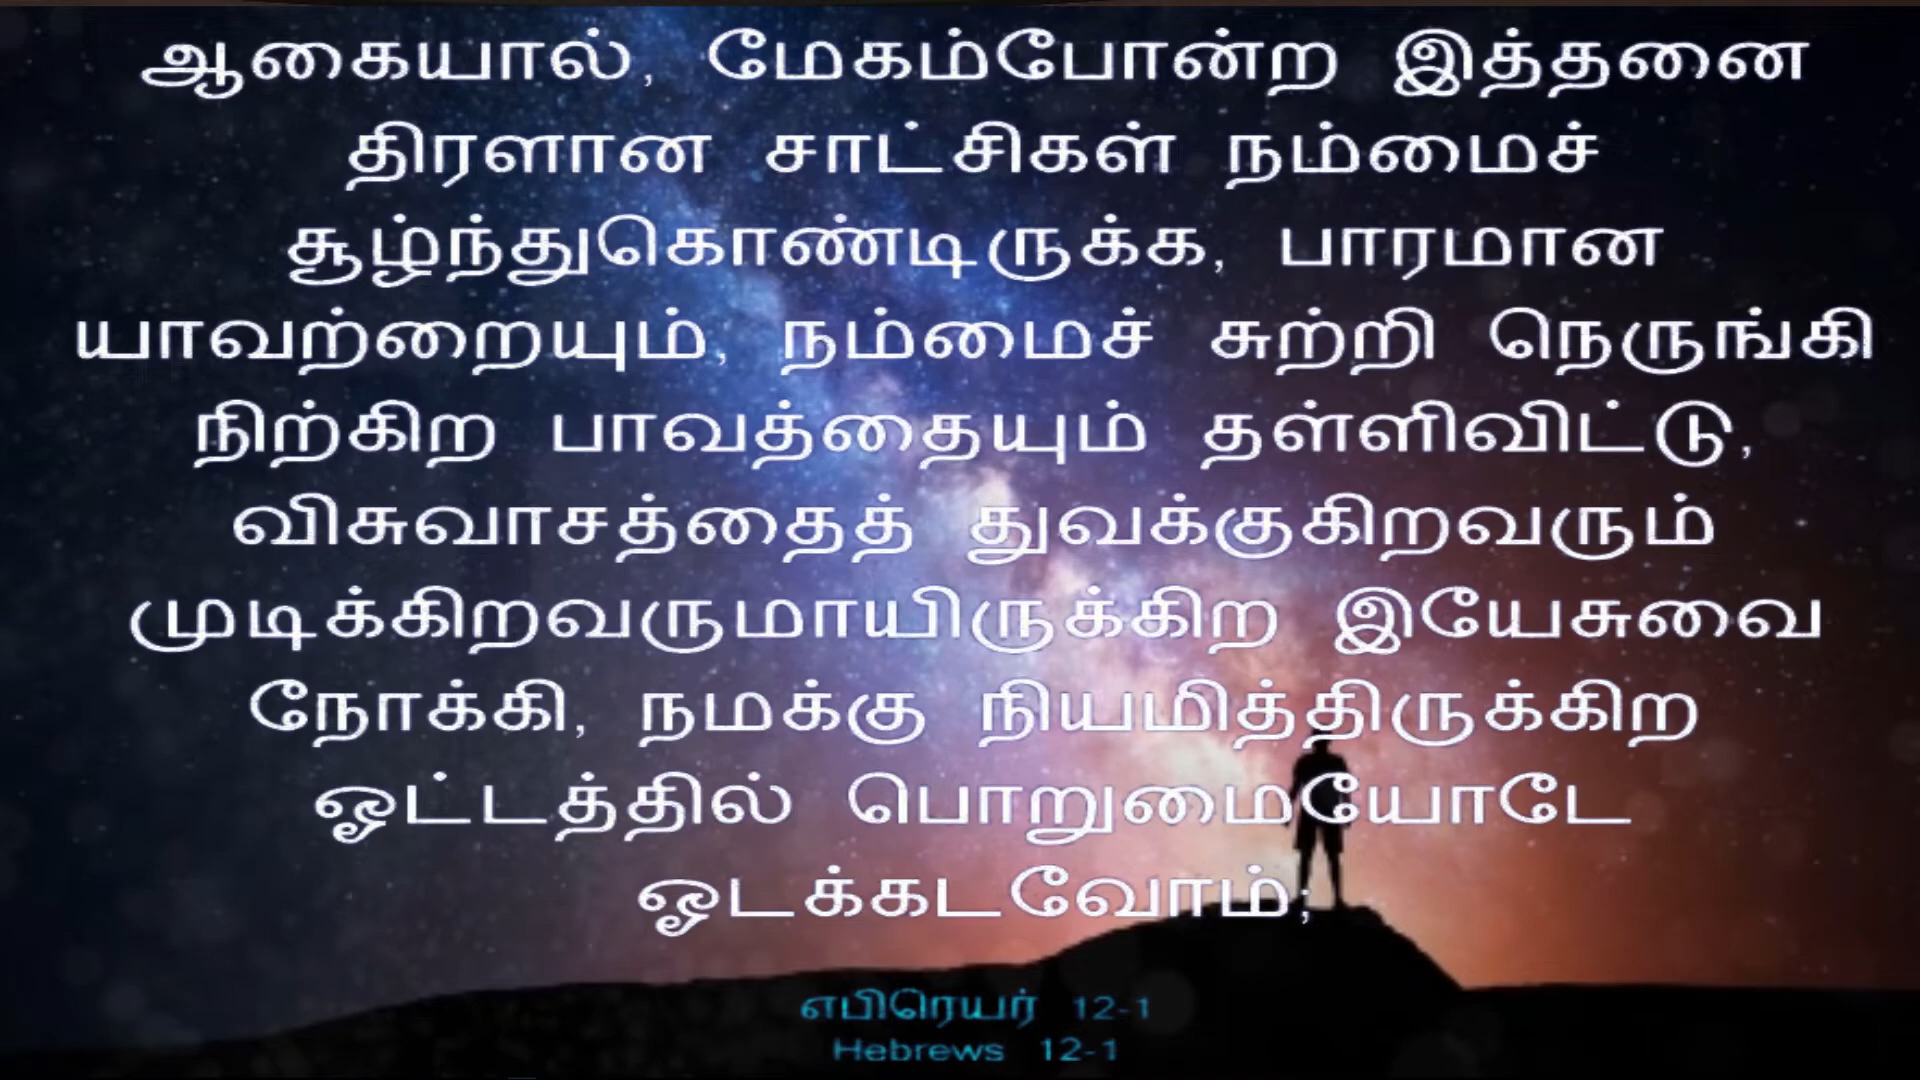 ஆகையால், மேகம்போன்ற இத்தனை
திரளான சாட்சிகள் நம்மைச்
சூழ்ந்துகொண்டிருக்க, பாரமான
யாவற்றையும், நம்மைச் சுற்றி நெருங்கி
நிற்கிற பாவத்தையும் தள்ளிவிட்டு,
விசுவாசத்தைத் துவக்குகிறவரும்
முடிக்கிறவருமாயிருக்கிற இயேசுவை
நோக்கி, நமக்கு நியமித்திருக்கிற
ஓட்டத்தில் பொறுமையோடே
ஓடக்கடவோம்;
எபிரெயர் 12-1
Hebrews 12-1